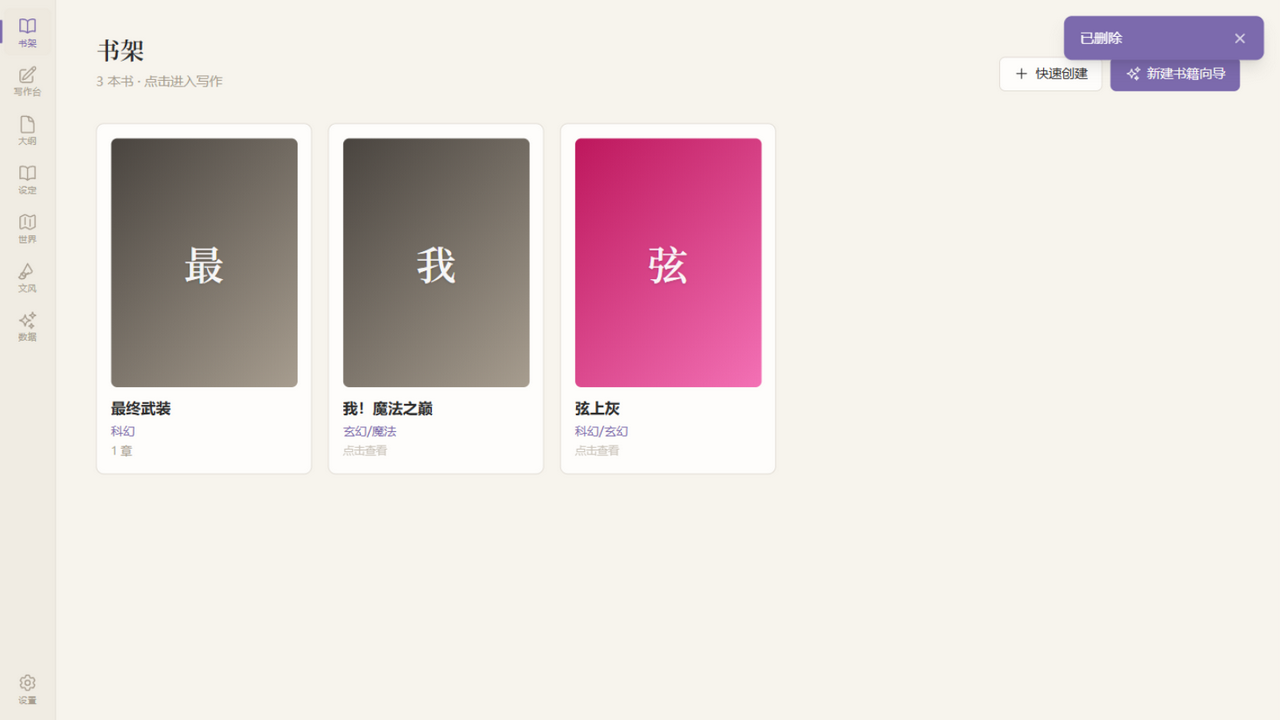 书架
写作台
大纲
设定
世界
文风
数据
设置
书架
3 本书 · 点击进入写作
已删除
快速创建
新建书籍向导
最
最终武装
科幻
1 章
我
我！魔法之巅
玄幻/魔法
点击查看
弦
弦上灰
科幻/玄幻
点击查看